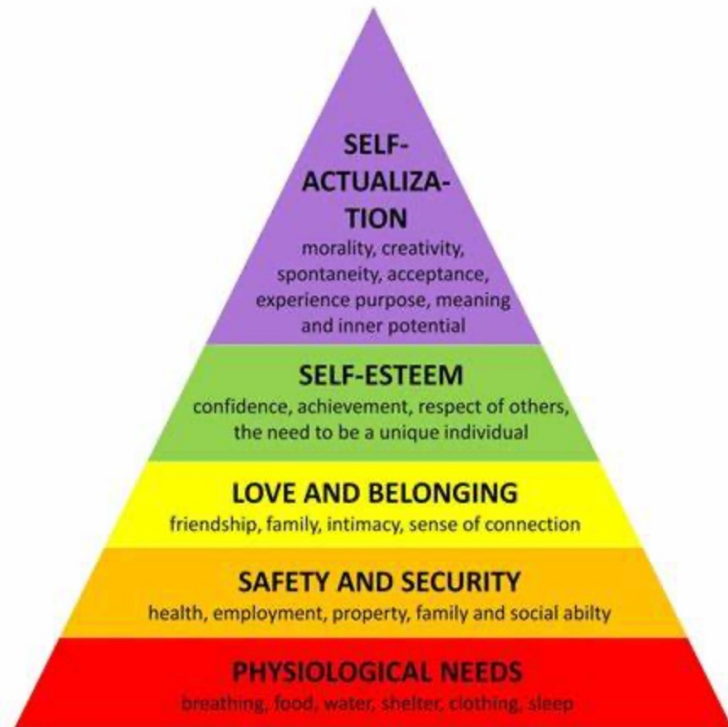 SELF-
ACTUALIZA-
TION
morality, creativity,
spontaneity, acceptance,
experience purpose, meaning
and inner potential
SELF-ESTEEM
confidence, achievement, respect of others,
the need to be a unique individual
LOVE AND BELONGING
friendship, family, intimacy, sense of connection
SAFETY AND SECURITY
health, employment, property, family and social abilty
PHYSIOLOGICAL NEEDS
breathing, food, water, shelter, clothing, sleep